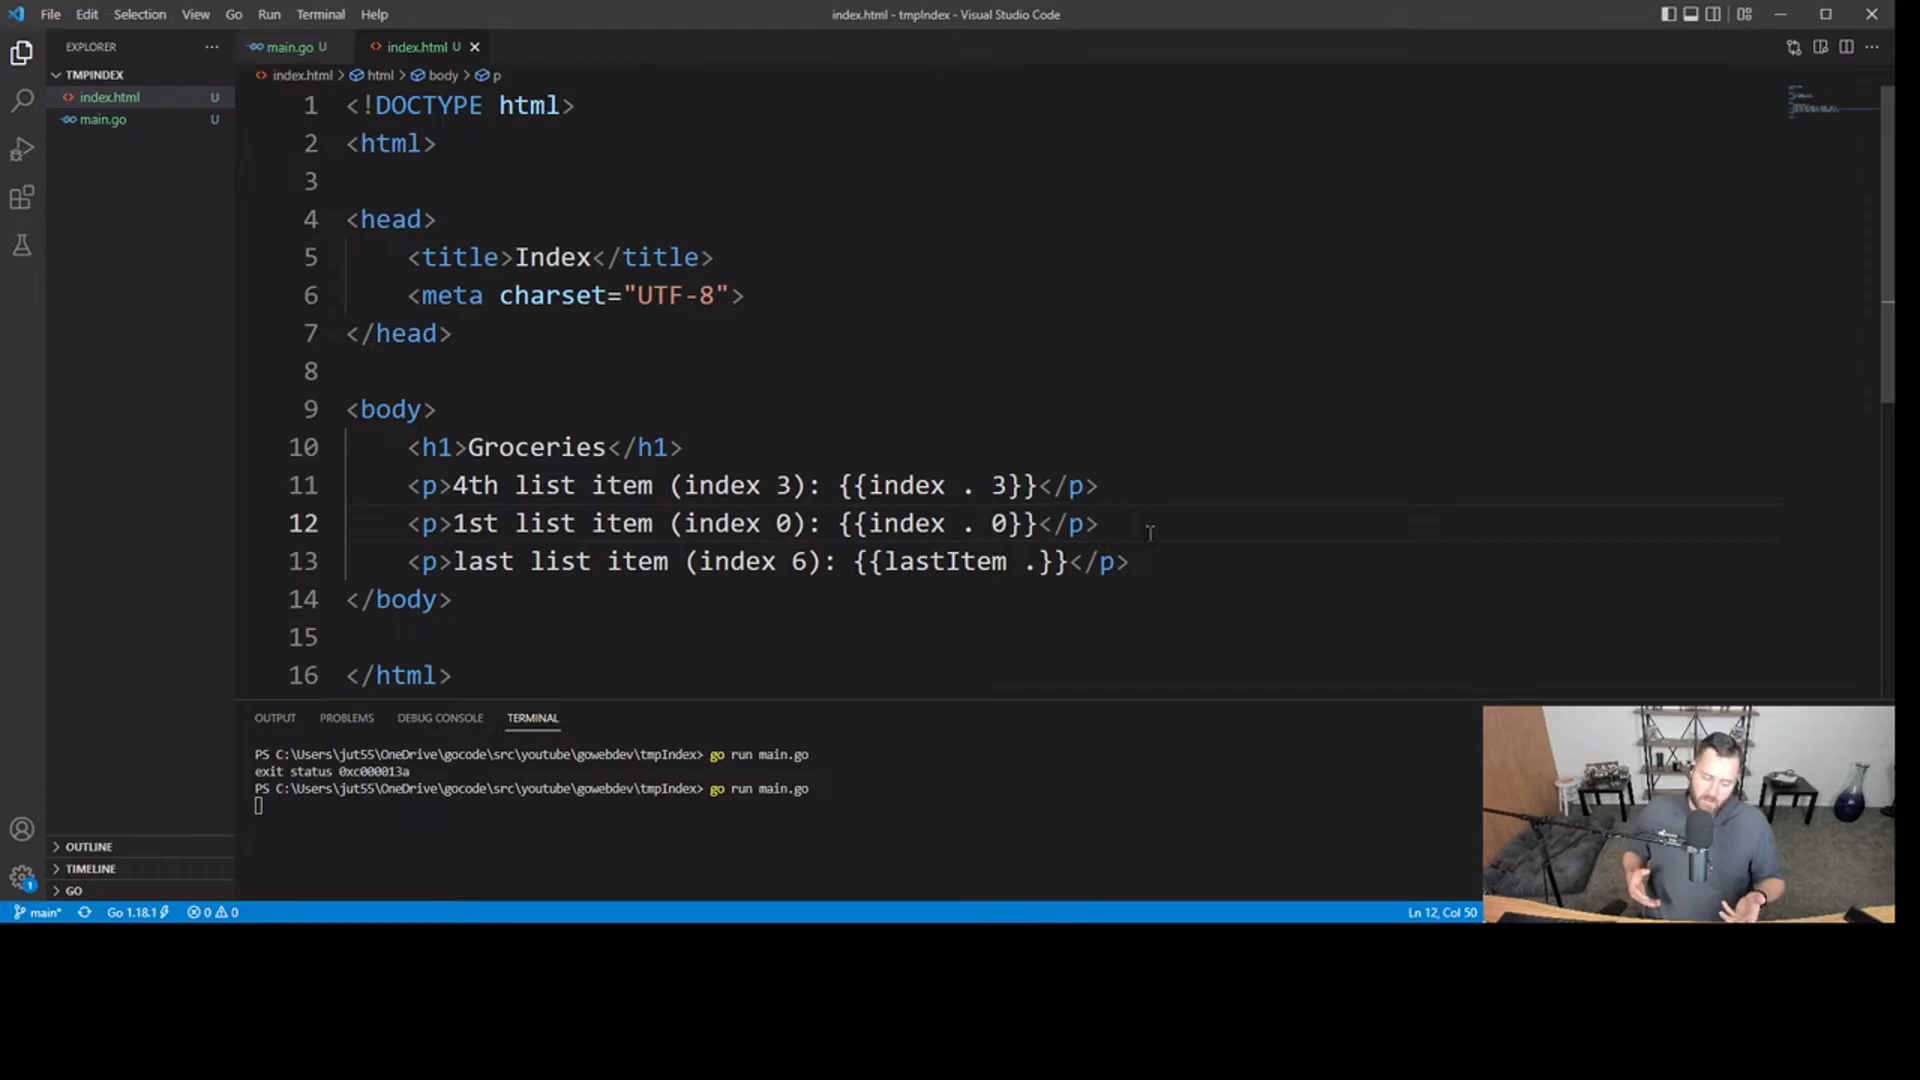 File Edit Selection View Go Run Terminal Help
index.html - tmpIndex - Visual Studio Code
EXPLORER
main.go U
index.html U
TMPINDEX
index.html U
main.go U
index.html > html > body > p
1 <!DOCTYPE html>
2 <html>
3
4 <head>
5 <title>Index</title>
6 <meta charset="UTF-8">
7 </head>
8
9 <body>
10 <h1>Groceries</h1>
11 <p>4th list item (index 3): {{index . 3}}</p>
12 <p>1st list item (index 0): {{index . 0}}</p>
13 <p>last list item (index 6): {{lastItem .}}</p>
14 </body>
15
16 </html>
OUTPUT PROBLEMS DEBUG CONSOLE TERMINAL
PS C:\Users\jut55\OneDrive\gocode\src\youtube\gowebdev\tmpIndex> go run main.go
exit status 0xc000013a
PS C:\Users\jut55\OneDrive\gocode\src\youtube\gowebdev\tmpIndex> go run main.go
OUTLINE
TIMELINE
GO
1
main* Go 1.18.1 0 0 Ln 12, Col 50